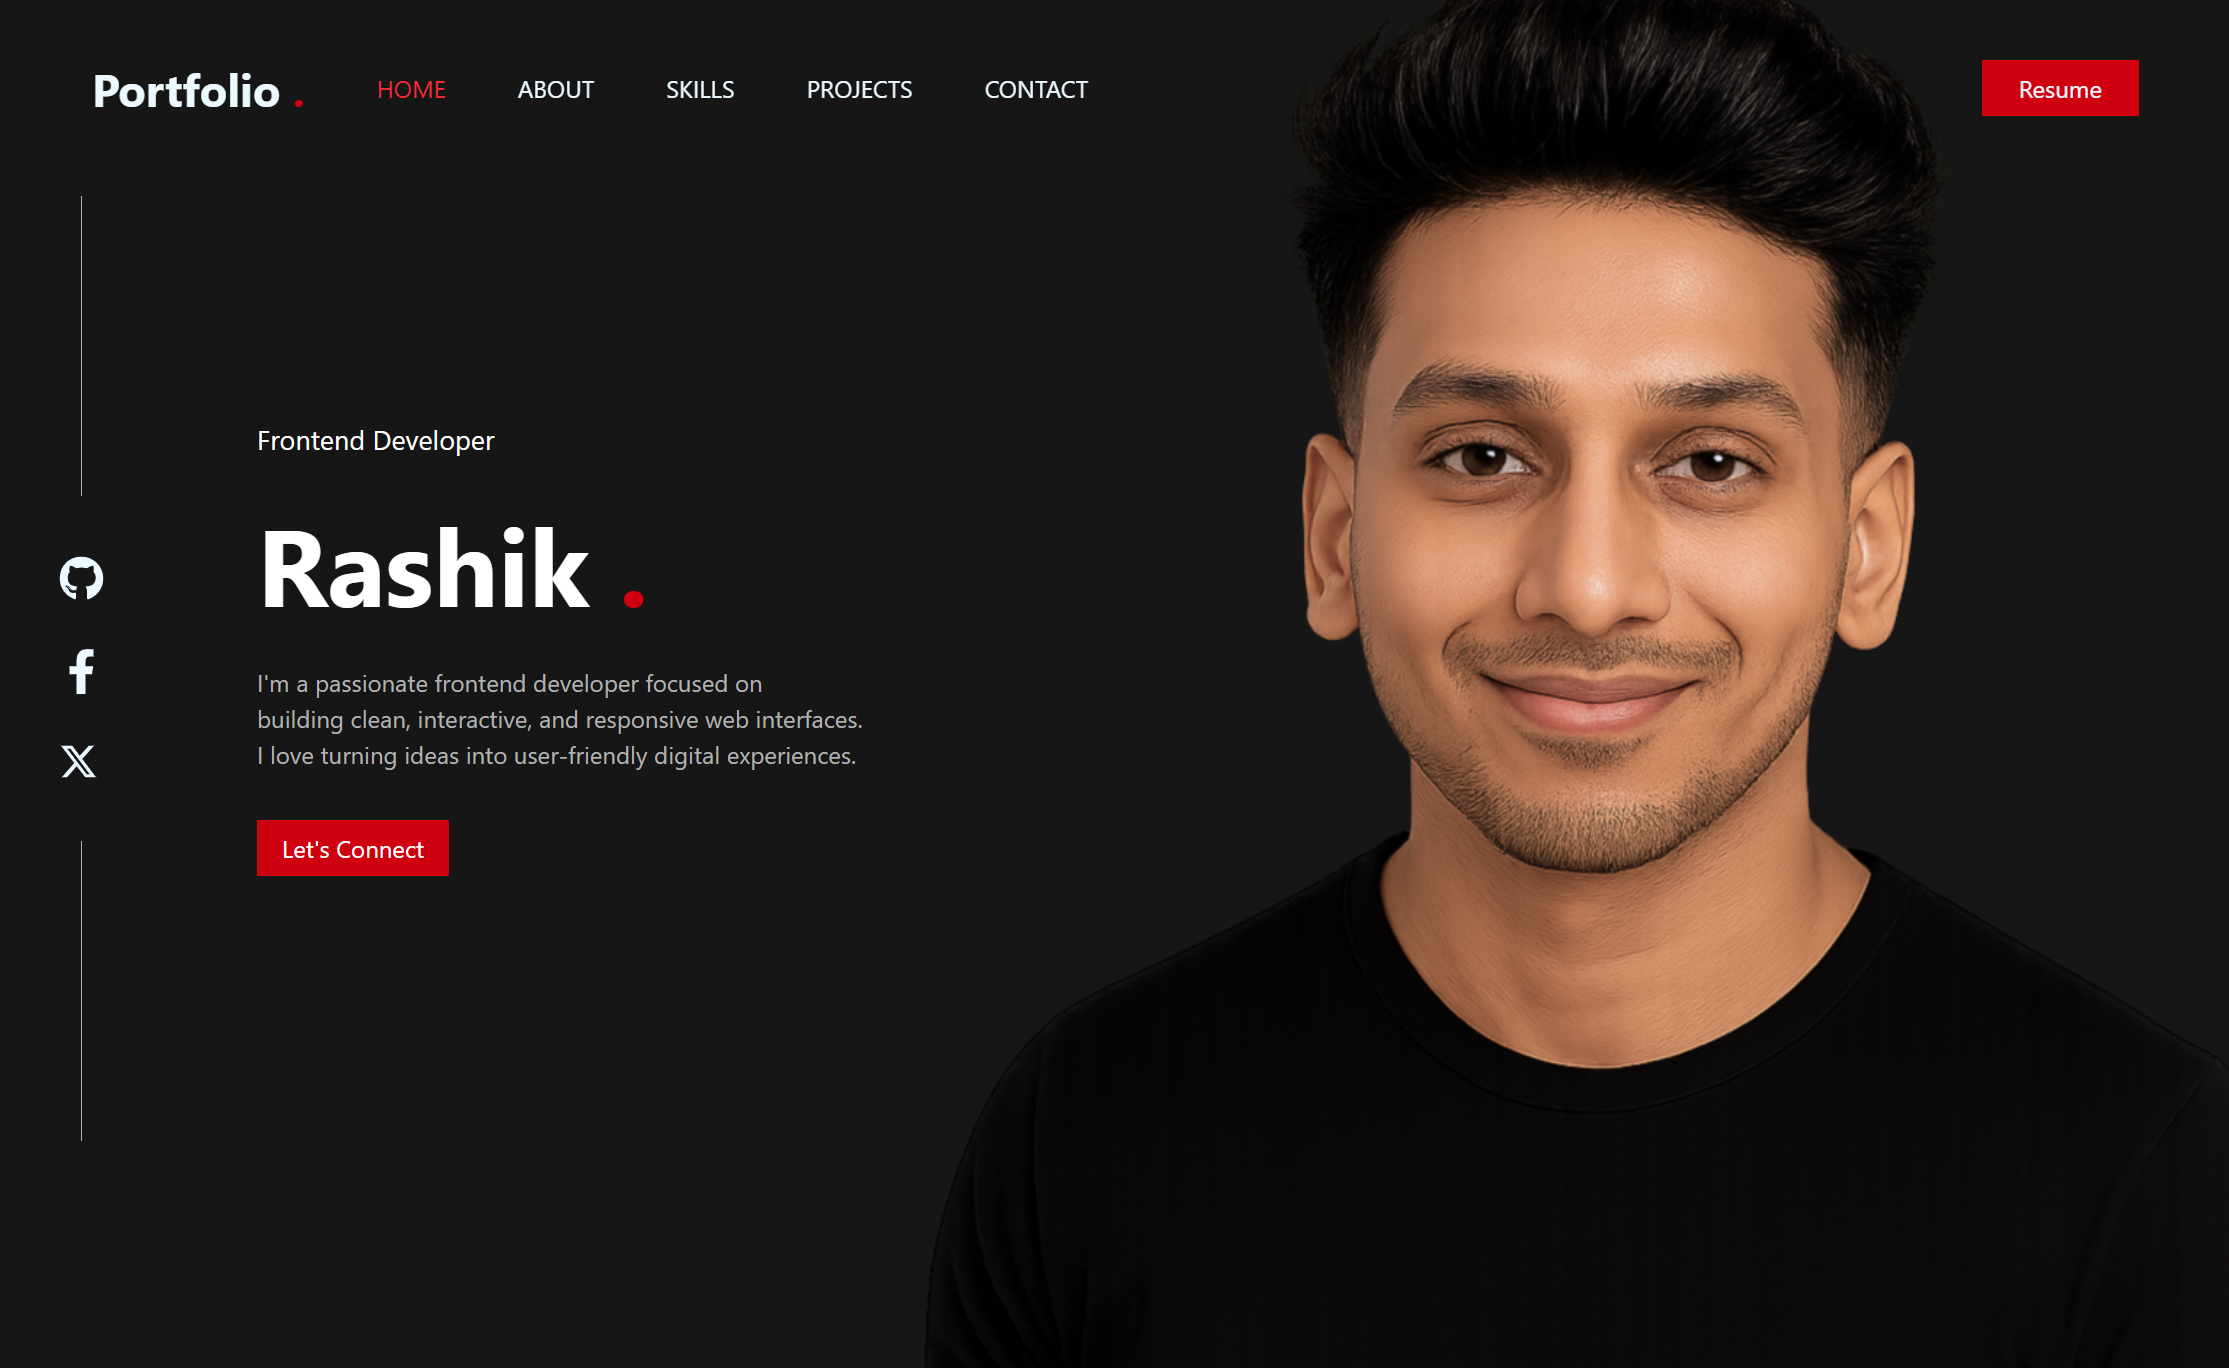 Portfolio .
HOME
ABOUT
SKILLS
PROJECTS
CONTACT
Resume
Frontend Developer
Rashik .
I'm a passionate frontend developer focused on
building clean, interactive, and responsive web interfaces.
I love turning ideas into user-friendly digital experiences.
Let's Connect